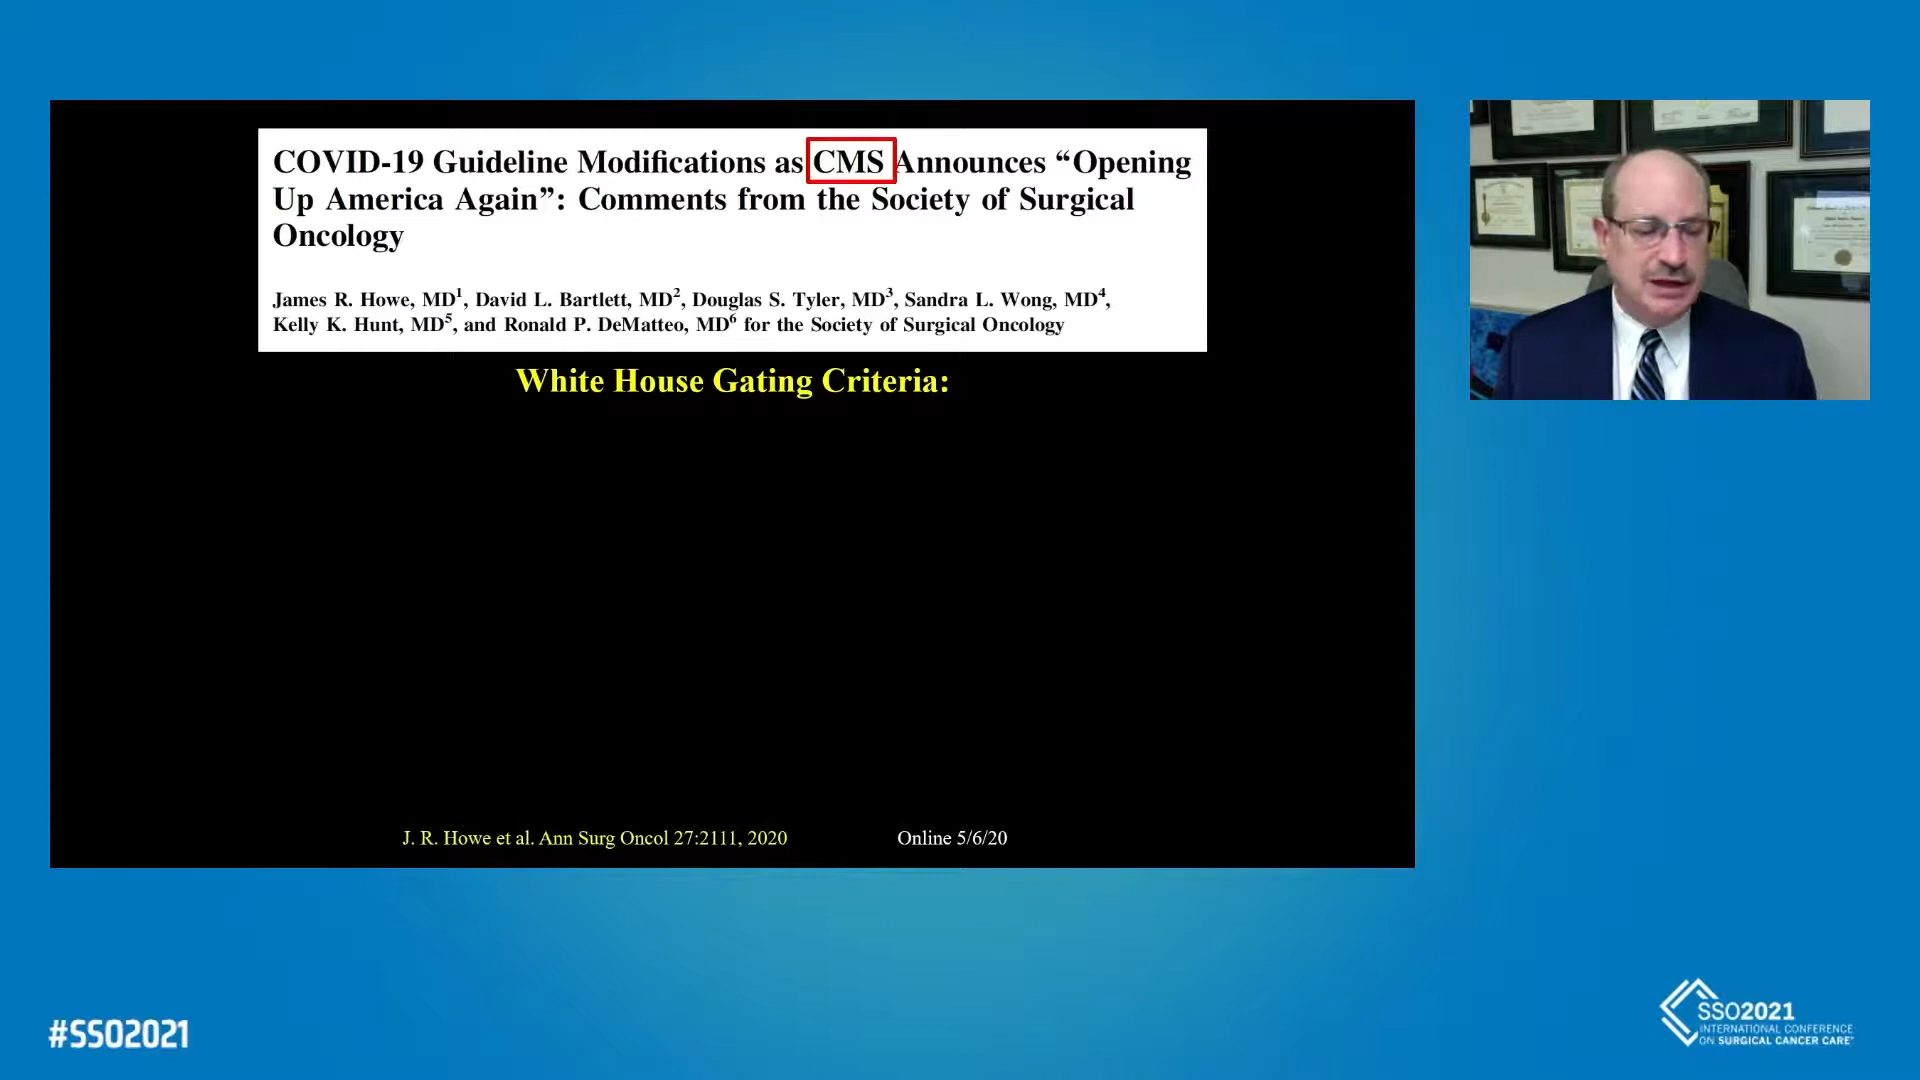 COVID-19 Guideline Modifications as CMS Announces “Opening
Up America Again”: Comments from the Society of Surgical
Oncology
James R. Howe, MD1, David L. Bartlett, MD2, Douglas S. Tyler, MD3, Sandra L. Wong, MD4,
Kelly K. Hunt, MD5, and Ronald P. DeMatteo, MD6 for the Society of Surgical Oncology
White House Gating Criteria:
J. R. Howe et al. Ann Surg Oncol 27:2111, 2020 Online 5/6/20
#SSO2021
SSO2021
INTERNATIONAL CONFERENCE
ON SURGICAL CANCER CARE